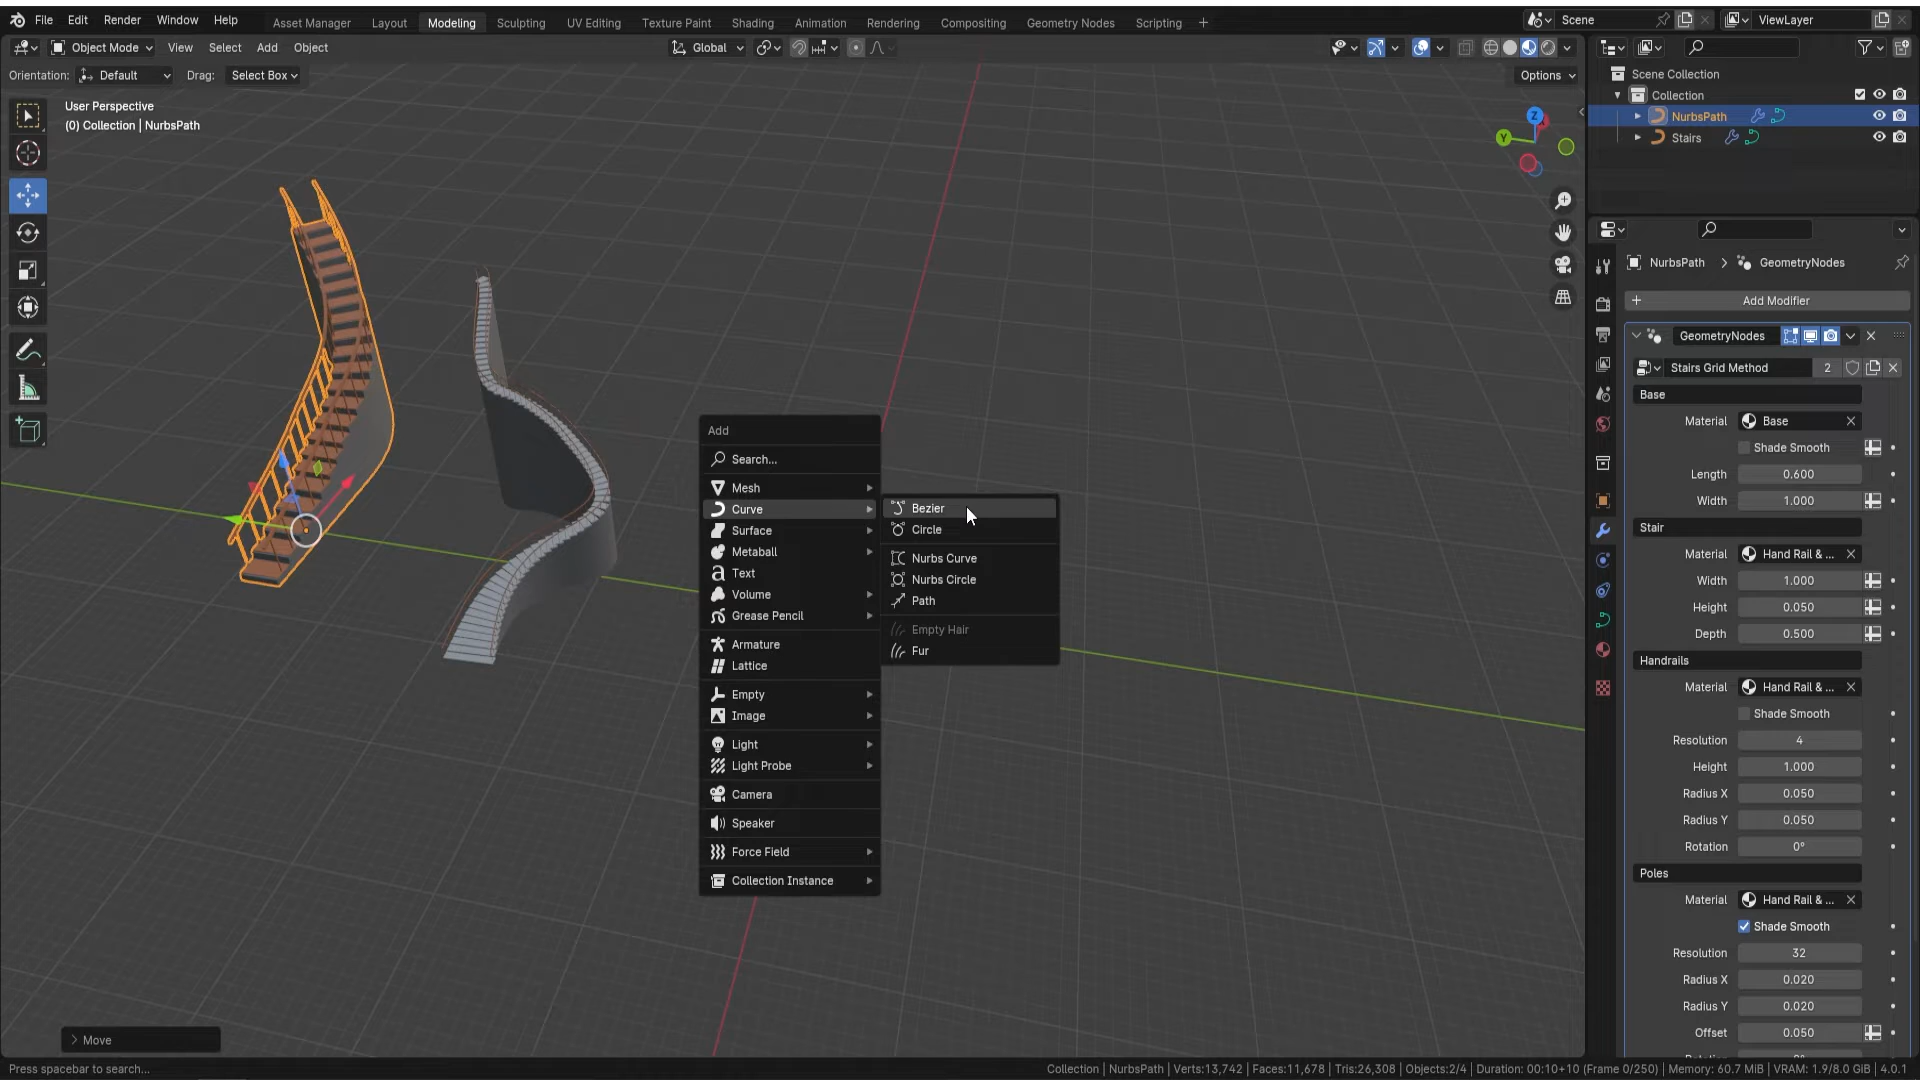 File Edit Render Window Help
Asset Manager Layout Modeling Sculpting UV Editing Texture Paint Shading Animation Rendering Compositing Geometry Nodes Scripting +
Scene
ViewLayer
Object Mode View Select Add Object
Global
Orientation: Default Drag: Select Box
Options
User Perspective
(0) Collection | NurbsPath
Z
Y
Scene Collection
Collection
NurbsPath
Stairs
NurbsPath > GeometryNodes
+ Add Modifier
GeometryNodes
Stairs Grid Method 2
Base
Material Base
Shade Smooth
Length 0.600
Width 1.000
Stair
Material Hand Rail & ...
Width 1.000
Height 0.050
Depth 0.500
Handrails
Material Hand Rail & ...
Shade Smooth
Resolution 4
Height 1.000
Radius X 0.050
Radius Y 0.050
Rotation 0°
Poles
Material Hand Rail & ...
Shade Smooth
Resolution 32
Radius X 0.020
Radius Y 0.020
Offset 0.050
Add
Search...
Mesh
Curve
Surface
Metaball
Text
Volume
Grease Pencil
Armature
Lattice
Empty
Image
Light
Light Probe
Camera
Speaker
Force Field
Collection Instance
Bezier
Circle
Nurbs Curve
Nurbs Circle
Path
Empty Hair
Fur
Move
Press spacebar to search...
Collection | NurbsPath | Verts:13,742 | Faces:11,678 | Tris:26,308 | Objects:2/4 | Duration: 00:10+10 (Frame 0/250) | Memory: 60.7 MiB | VRAM: 1.9/8.0 GiB | 4.0.1